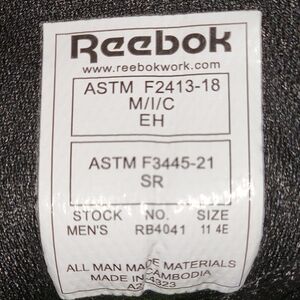 Reebok
www.reebokwork.com
ASTM F2413-18
M/I/C
EH
ASTM F3445-21
SR
STOCK NO. SIZE
MEN'S RB4041 11 4E
ALL MAN MADE MATERIALS
MADE IN CAMBODIA